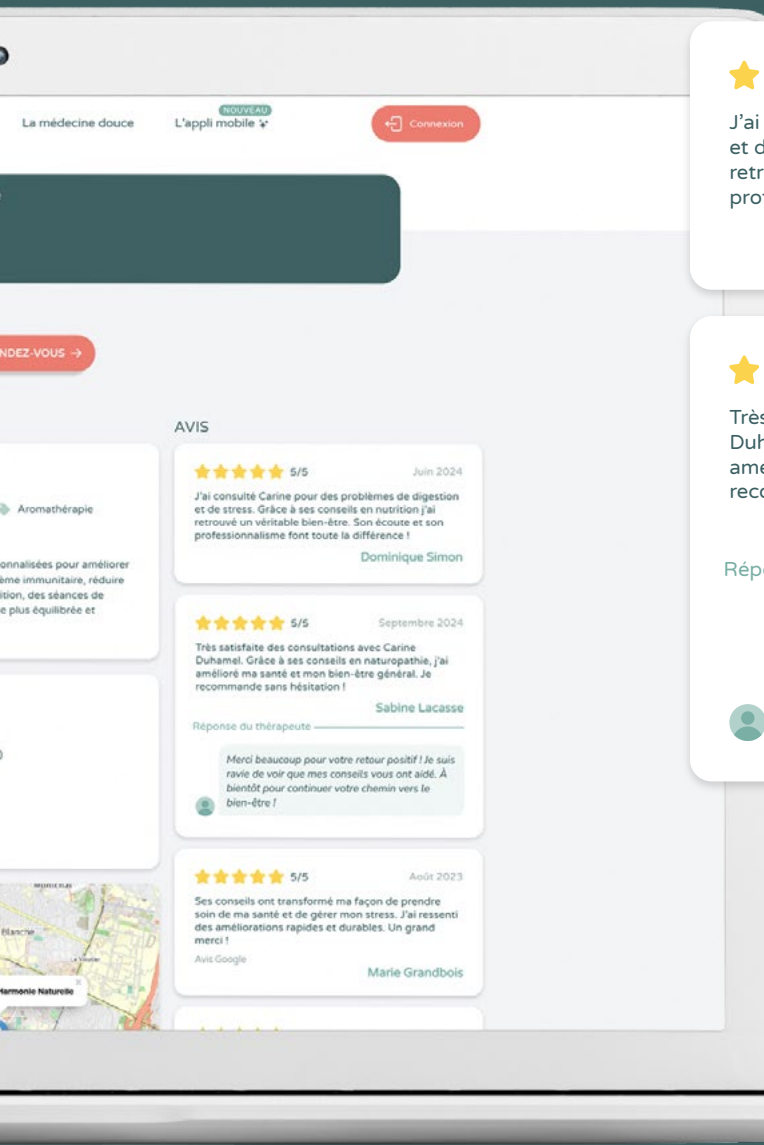 La médecine douce
NOUVEAU
L'appli mobile
Connexion
NDEZ-VOUS →
AVIS
Aromathérapie
onnalisées pour améliorer
ème immunitaire, réduire
ition, des séances de
e plus équilibrée et
Blanche
Harmonie Naturelle
5/5
Juin 2024
J'ai consulté Carine pour des problèmes de digestion
et de stress. Grâce à ses conseils en nutrition j'ai
retrouvé un véritable bien-être. Son écoute et son
professionnalisme font toute la différence !
Dominique Simon
5/5
Septembre 2024
Très satisfaite des consultations avec Carine
Duhamel. Grâce à ses conseils en naturopathie, j'ai
amélioré ma santé et mon bien-être général. Je
recommande sans hésitation !
Sabine Lacasse
Réponse du thérapeute
Merci beaucoup pour votre retour positif ! Je suis
ravie de voir que mes conseils vous ont aidé. À
bientôt pour continuer votre chemin vers le
bien-être !
5/5
Août 2023
Ses conseils ont transformé ma façon de prendre
soin de ma santé et de gérer mon stress. J'ai ressenti
des améliorations rapides et durables. Un grand
merci !
Avis Google
Marie Grandbois
J'ai
et d
retr
prof
Très
Duh
amé
reco
Répo